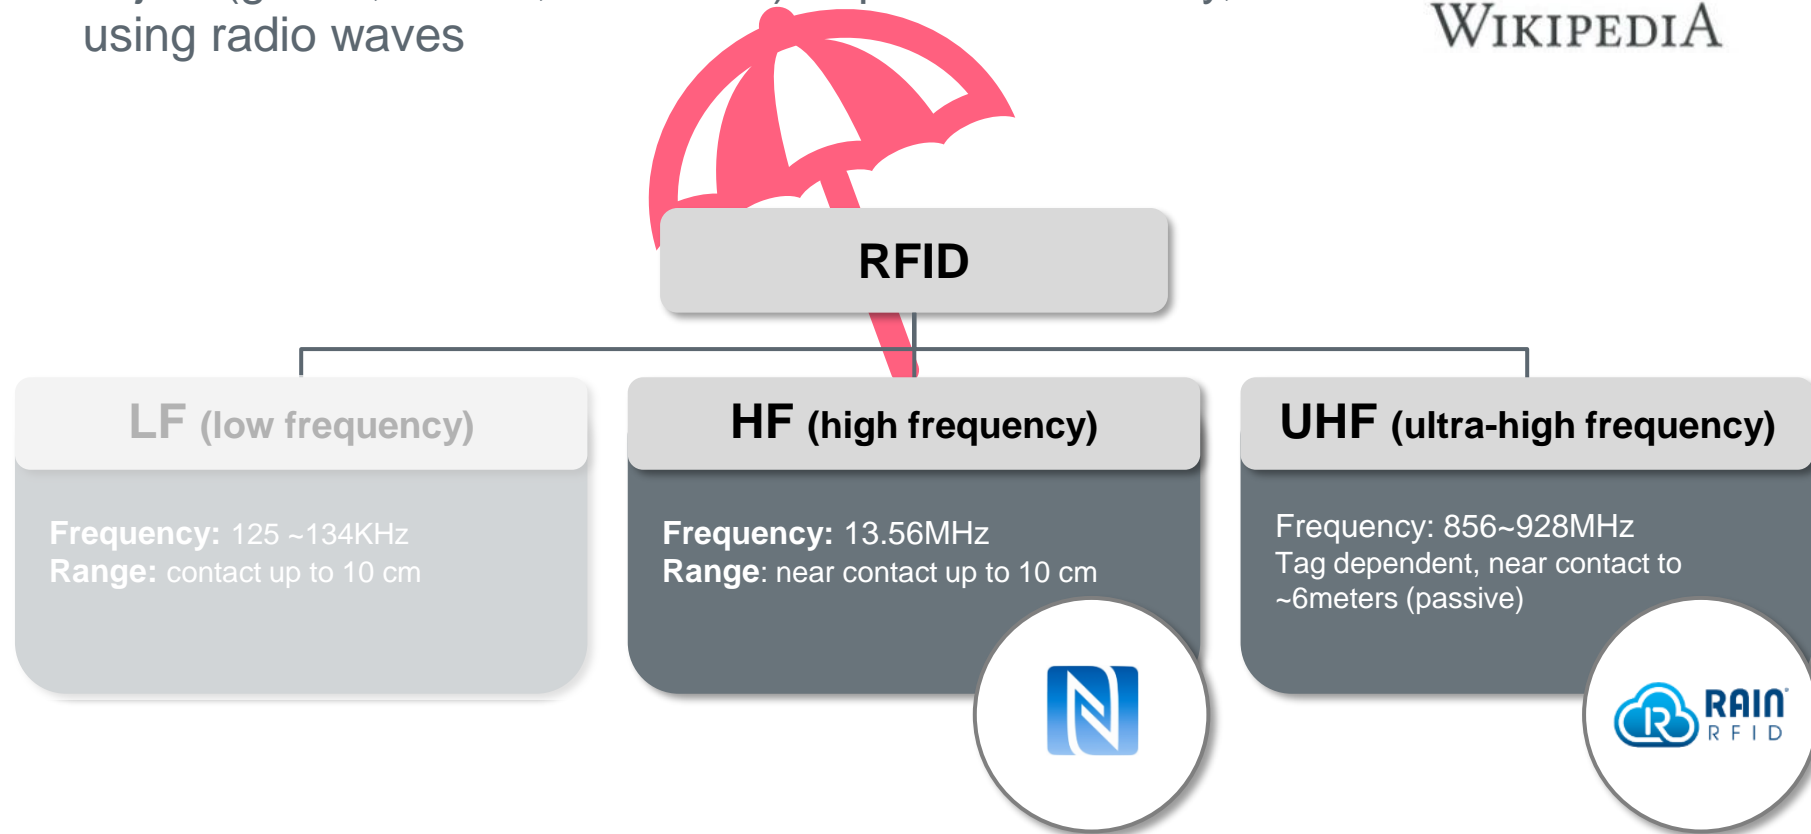 using radio waves
WIKIPEDIA
RFID
LF (low frequency)
Frequency: 125 ~134KHz
Range: contact up to 10 cm
HF (high frequency)
Frequency: 13.56MHz
Range: near contact up to 10 cm
UHF (ultra-high frequency)
Frequency: 856~928MHz
Tag dependent, near contact to
~6meters (passive)
RAIN
RFID